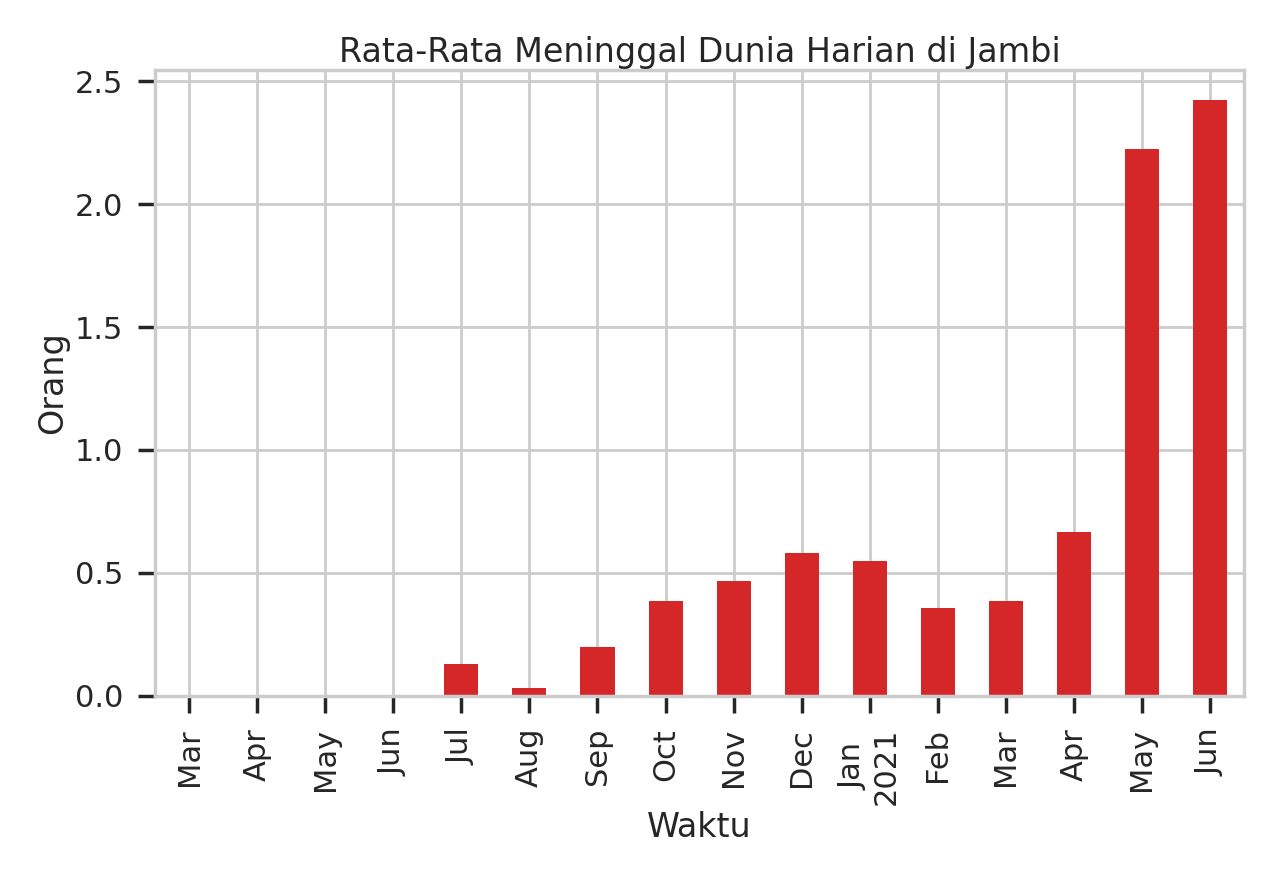 Rata-Rata Meninggal Dunia Harian di Jambi
2.5
2.0
1.5
1.0
0.5
0.0
Orang
Mar
Apr
May
Jun
Jul
Aug
Sep
Oct
Nov
Dec
Jan
2021
Feb
Mar
Apr
May
Jun
Waktu